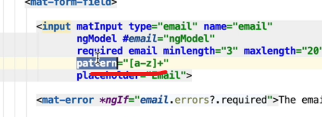 <mat-form-field>
<input matInput type="email" name="email"
ngModel #email="ngModel"
required email minlength="3" maxlength="20"
pattern="[a-z]+"
placeholder="Email">
<mat-error *ngIf="email.errors?.required">The emai